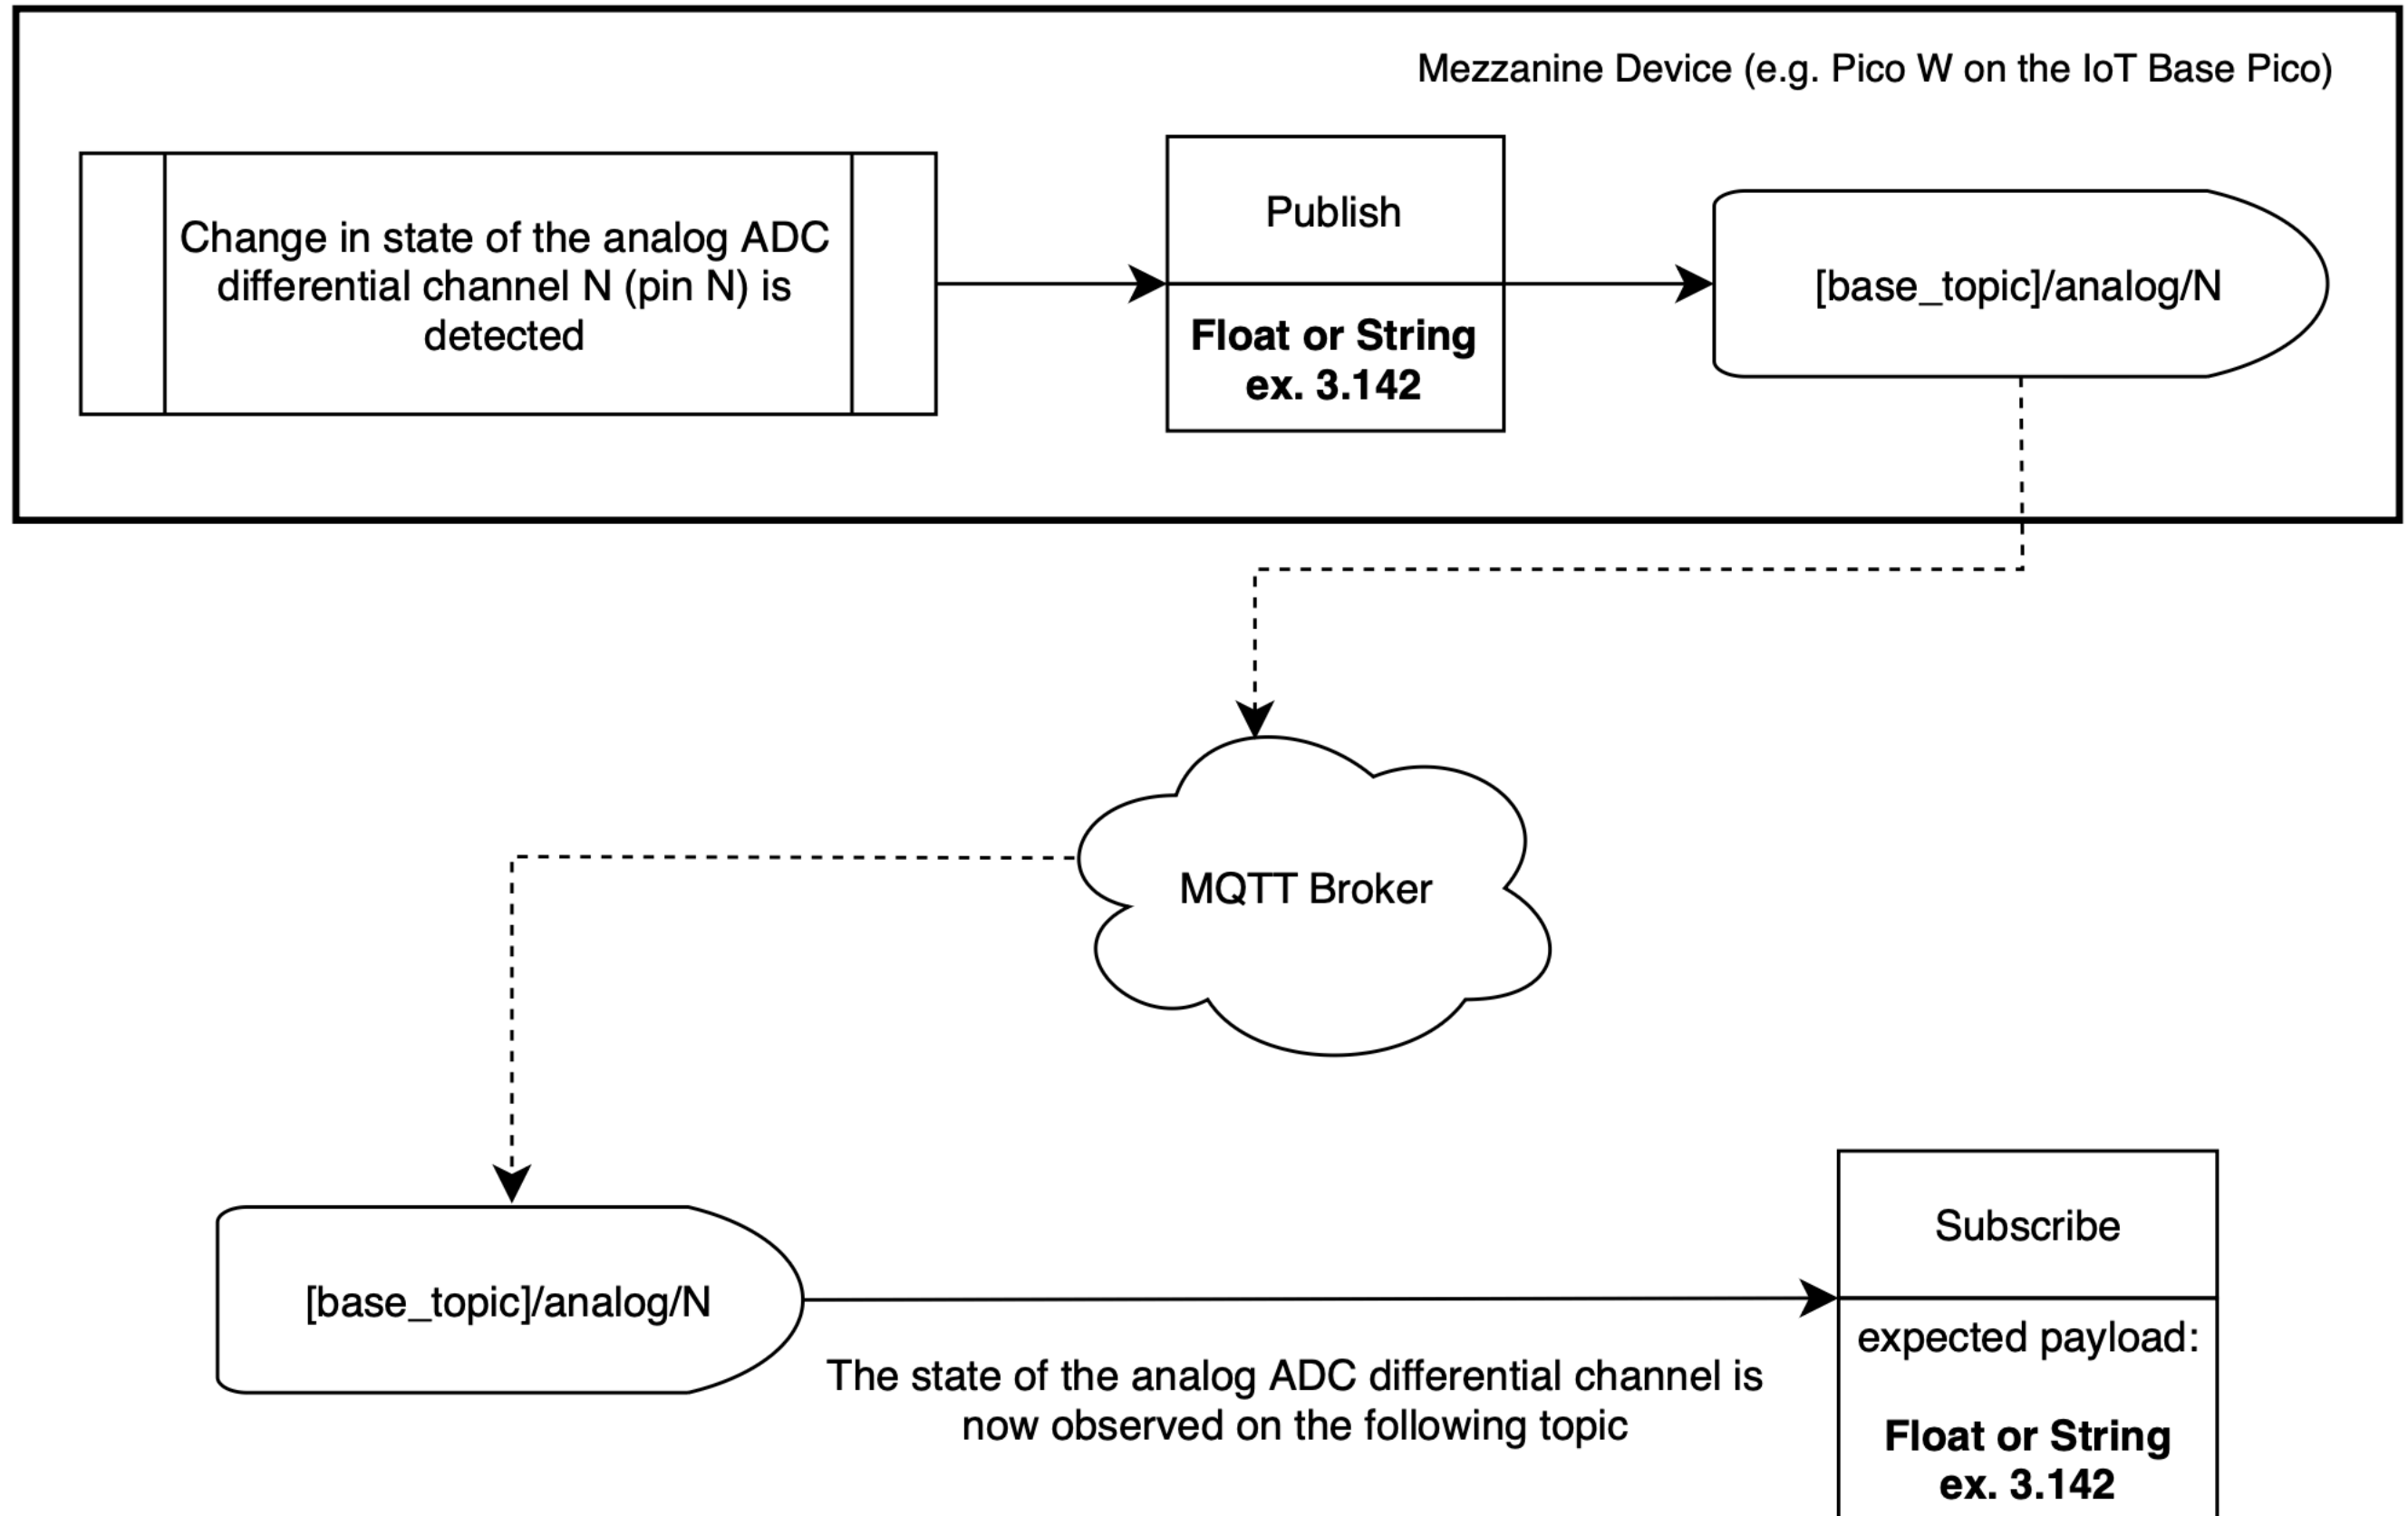 Mezzanine Device (e.g. Pico W on the IoT Base Pico)
Change in state of the analog ADC
differential channel N (pin N) is
detected
Publish
Float or String
ex. 3.142
[base_topic]/analog/N
MQTT Broker
[base_topic]/analog/N
The state of the analog ADC differential channel is
now observed on the following topic
Subscribe
expected payload:
Float or String
ex. 3.142